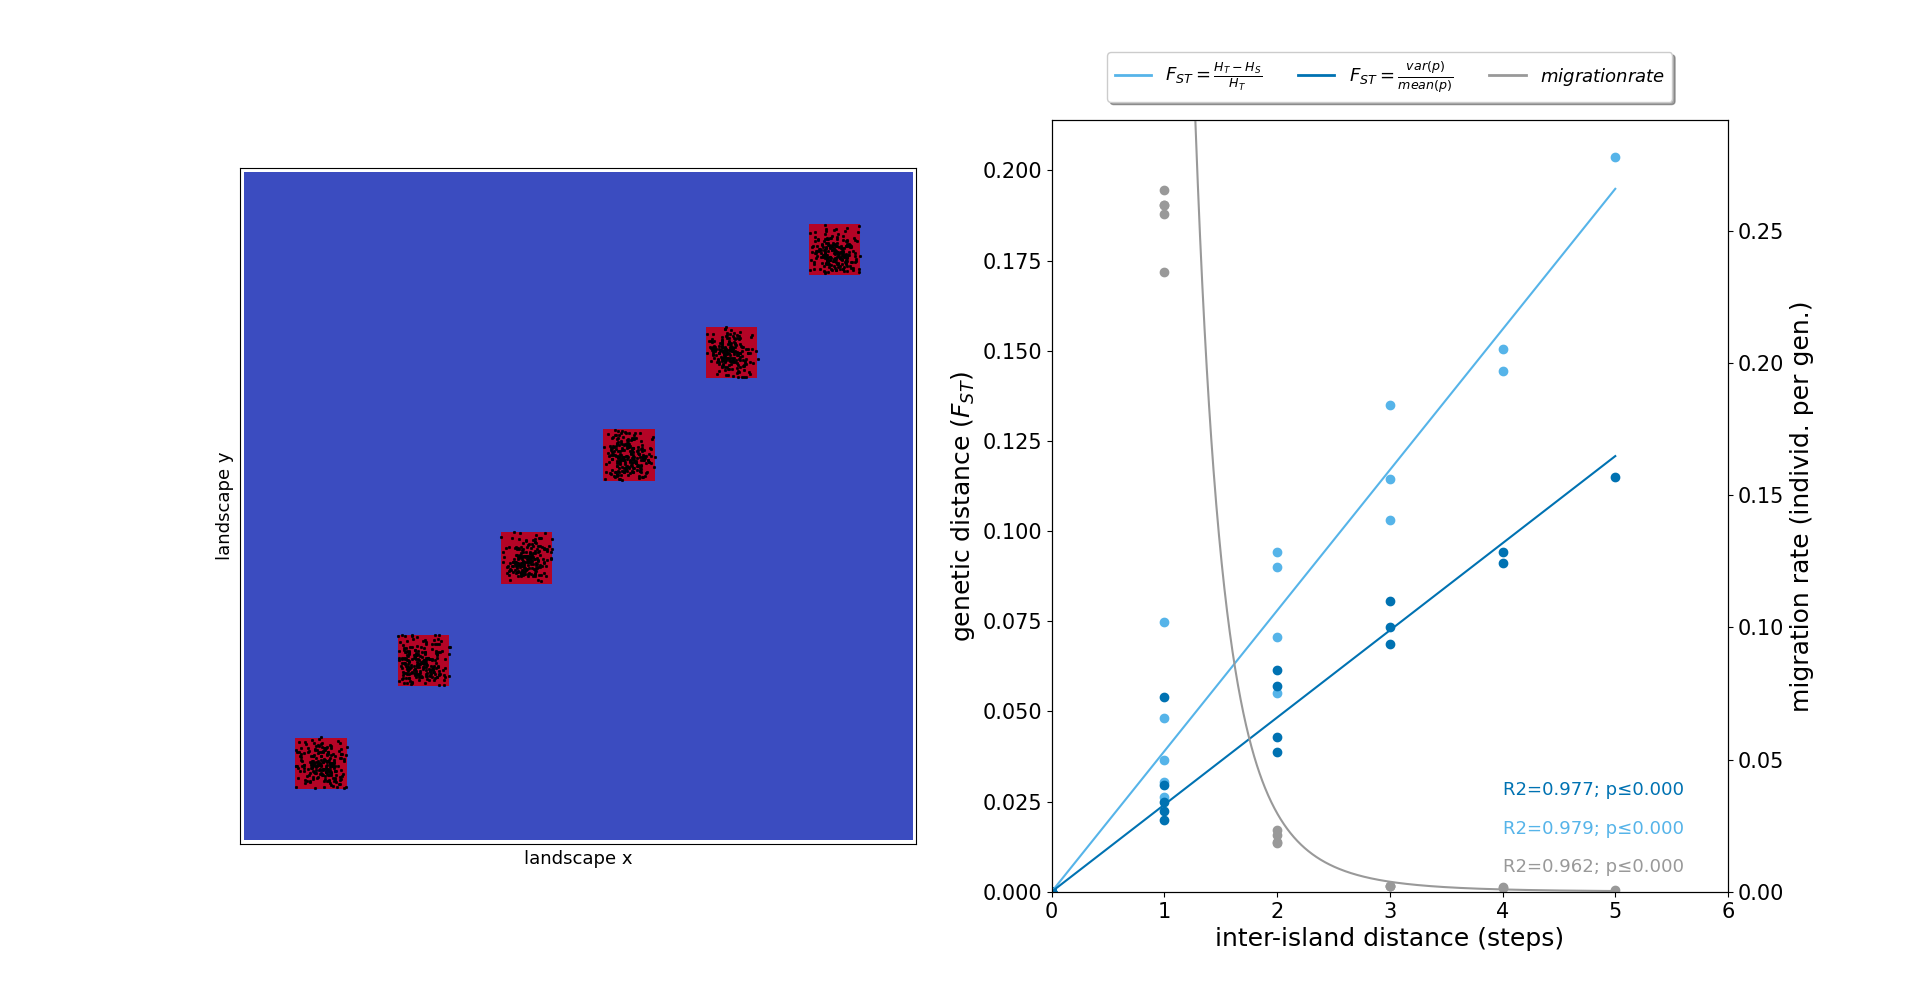 landscape y
landscape x
F_ST = (H_T − H_S)/H_T
F_ST = var(p)/mean(p)
migrationrate
genetic distance (F_ST)
0.200
0.175
0.150
0.125
0.100
0.075
0.050
0.025
0.000
R2=0.977; p≤0.000
R2=0.979; p≤0.000
R2=0.962; p≤0.000
0 1 2 3 4 5 6
inter-island distance (steps)
0.25
0.20
0.15
0.10
0.05
0.00
migration rate (individ. per gen.)